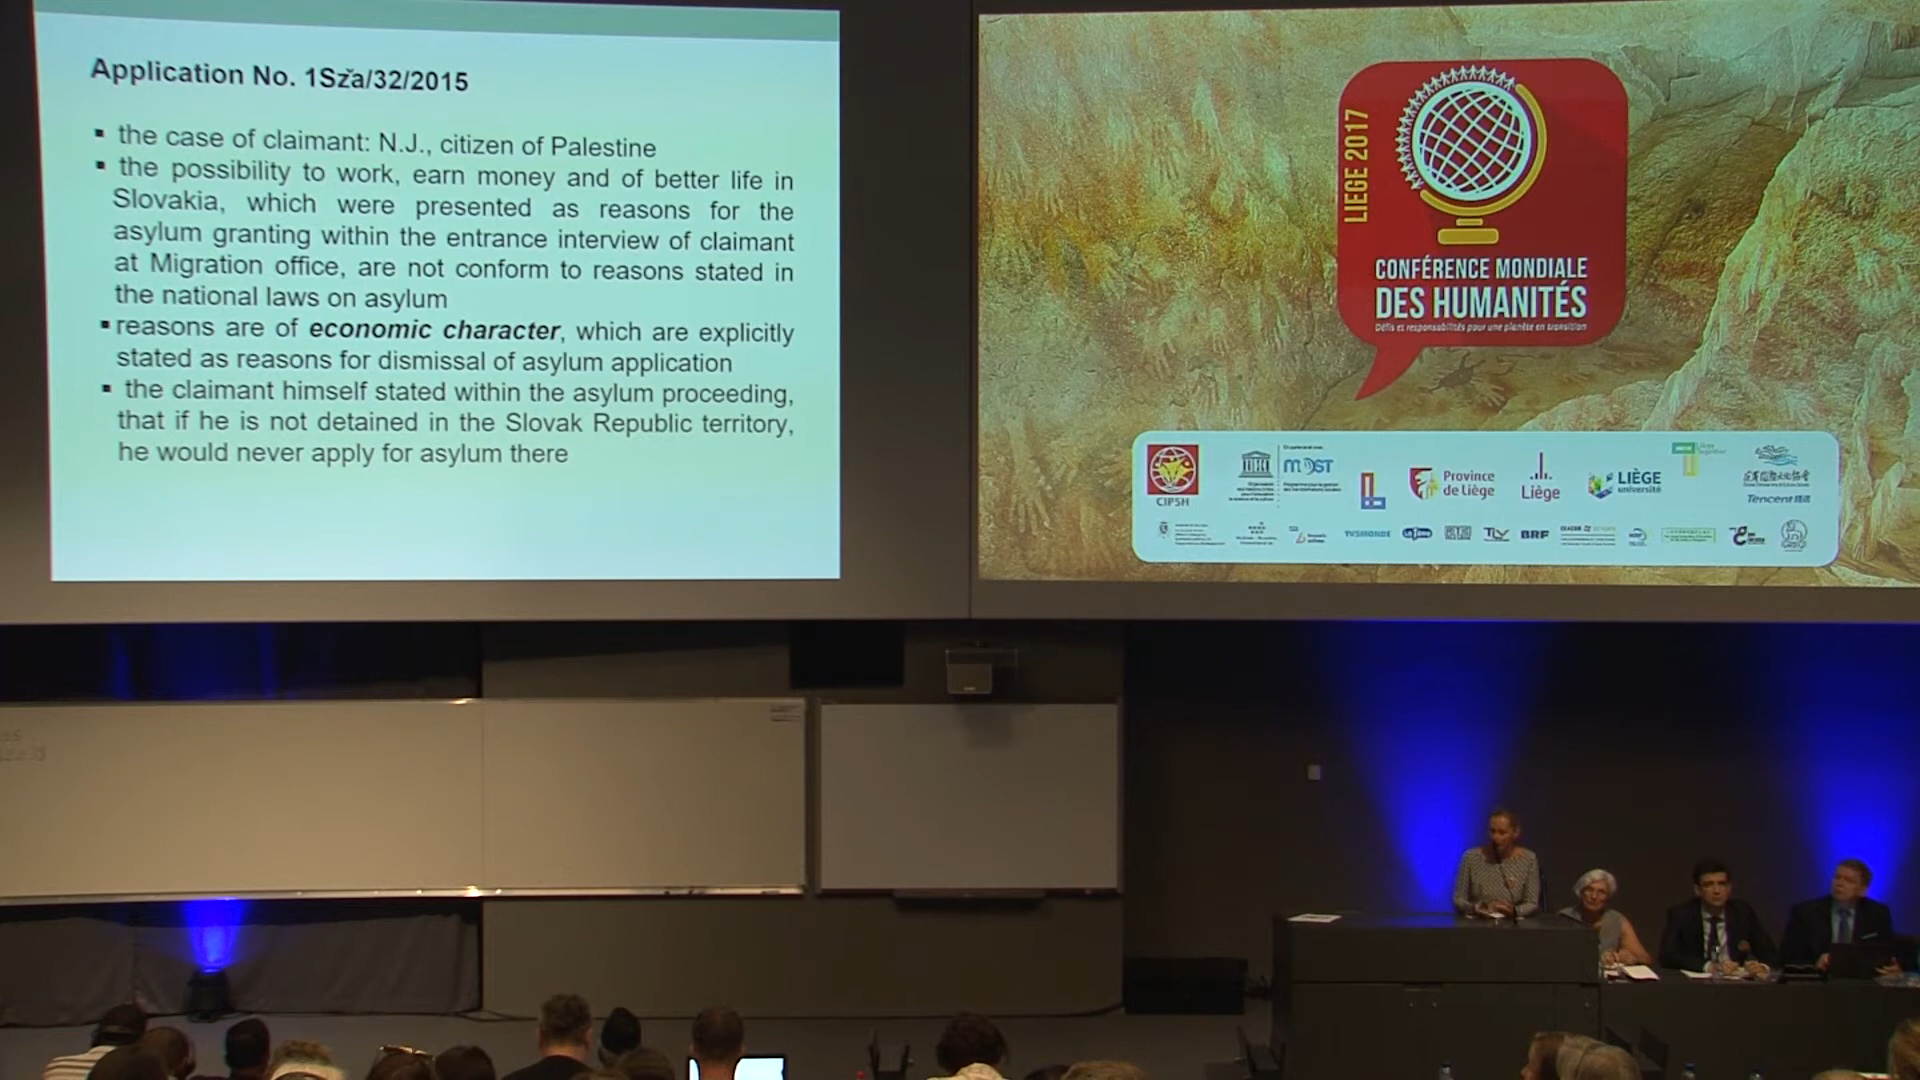 Application No. 1Sža/32/2015
▪ the case of claimant: N.J., citizen of Palestine
▪ the possibility to work, earn money and of better life in
Slovakia, which were presented as reasons for the
asylum granting within the entrance interview of claimant
at Migration office, are not conform to reasons stated in
the national laws on asylum
▪ reasons are of economic character, which are explicitly
stated as reasons for dismissal of asylum application
▪ the claimant himself stated within the asylum proceeding,
that if he is not detained in the Slovak Republic territory,
he would never apply for asylum there
LIEGE 2017
CONFÉRENCE MONDIALE
DES HUMANITÉS
Défis et responsabilités pour une planète en transition
CIPSH
UNESCO
En partenariat avec
MOST
Province
de Liège
Liège
LIÈGE
université
Tencent
TV5MONDE
BRF